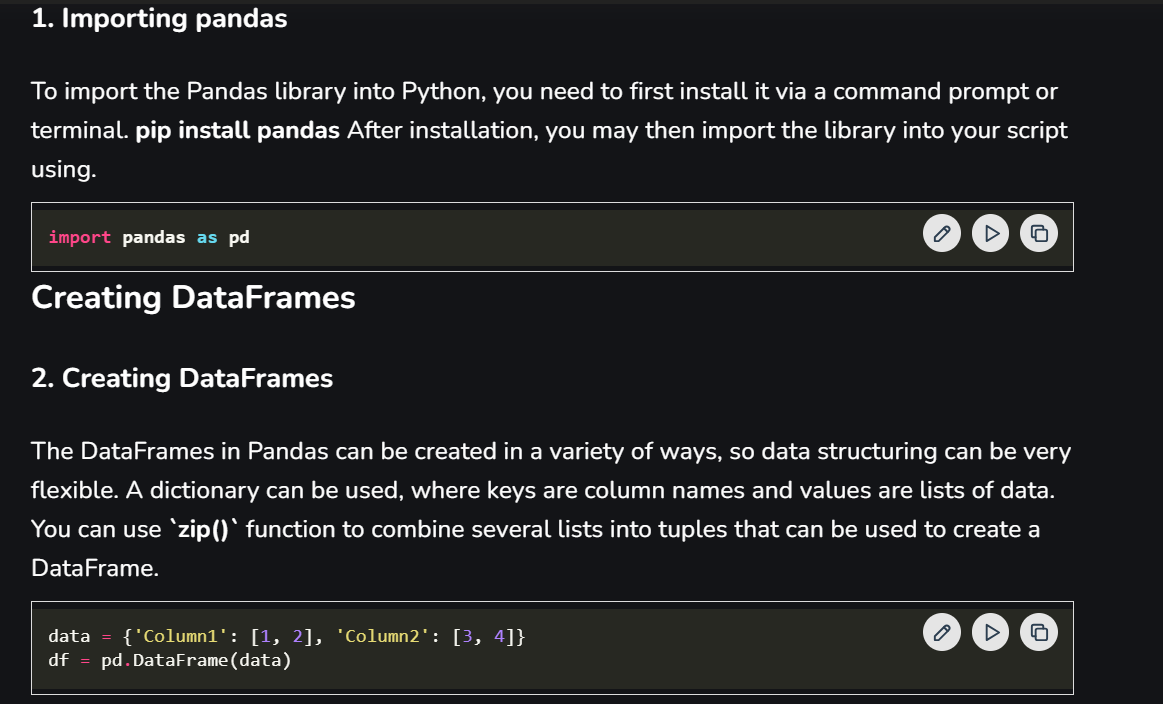 1. Importing pandas
To import the Pandas library into Python, you need to first install it via a command prompt or
terminal. pip install pandas After installation, you may then import the library into your script
using.
import pandas as pd
Creating DataFrames
2. Creating DataFrames
The DataFrames in Pandas can be created in a variety of ways, so data structuring can be very
flexible. A dictionary can be used, where keys are column names and values are lists of data.
You can use `zip()` function to combine several lists into tuples that can be used to create a
DataFrame.
data = {'Column1': [1, 2], 'Column2': [3, 4]}
df = pd.DataFrame(data)